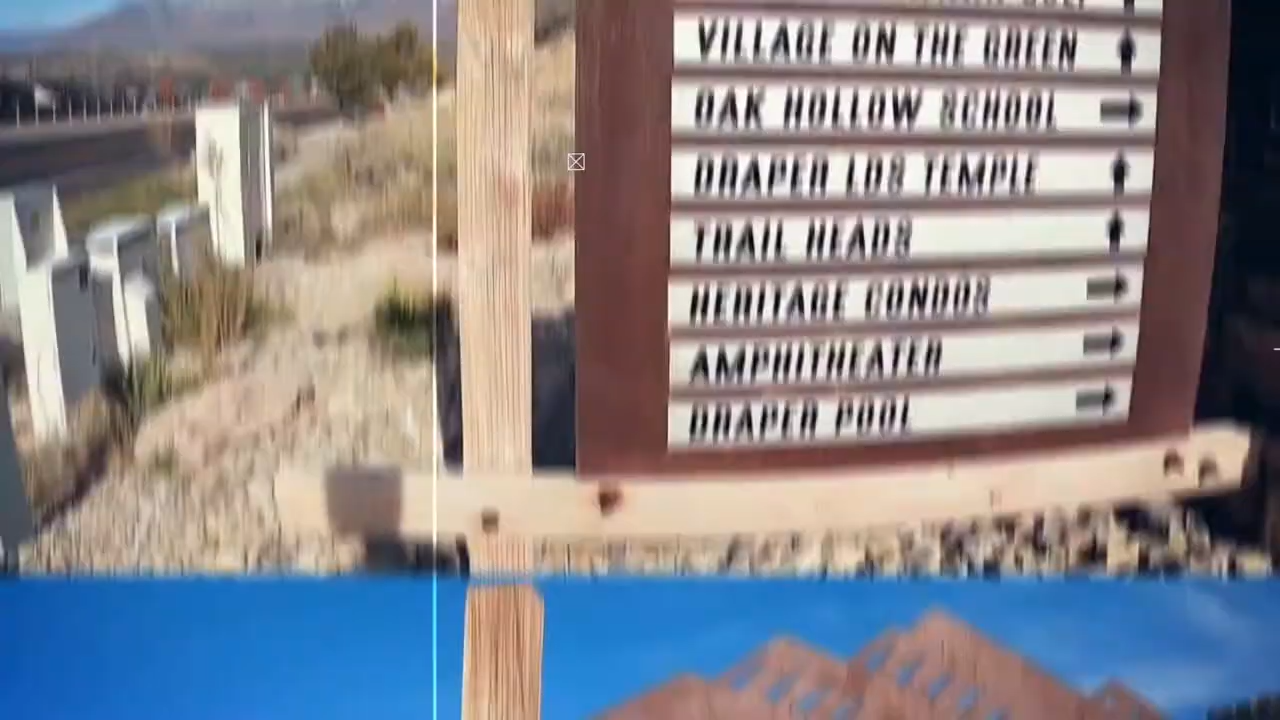 VILLAGE ON THE GREEN
OAK HOLLOW SCHOOL
DRAPER LDS TEMPLE
TRAIL HEADS
HERITAGE CONDOS
AMPHITHEATER
DRAPER POOL